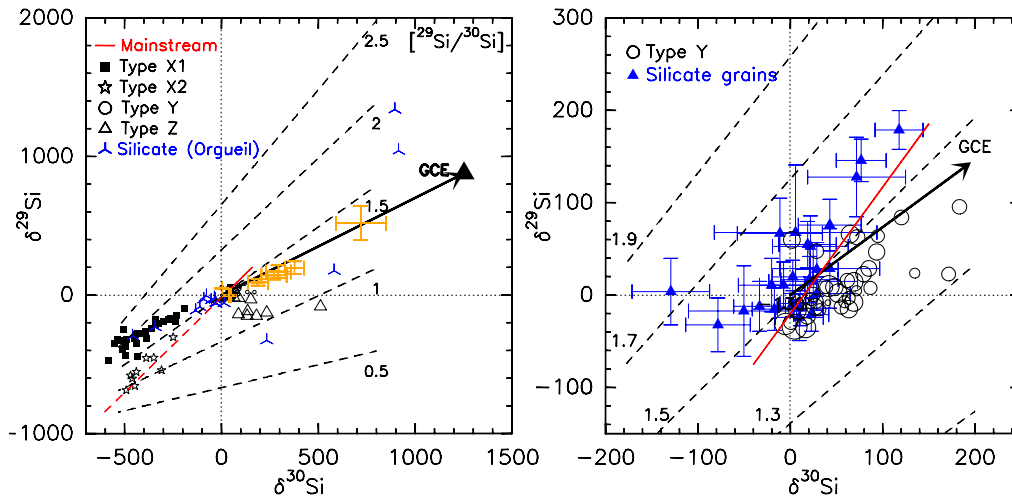 2000
1000
0
-1000
-500
0
500
1000
1500
δ³⁰Si
δ²⁹Si
Mainstream
Type X1
Type X2
Type Y
Type Z
Silicate (Orgueil)
[²⁹Si/³⁰Si]
2.5
2
1.5
1
0.5
GCE
300
200
100
0
-100
-200
-100
0
100
200
δ³⁰Si
δ²⁹Si
Type Y
Silicate grains
GCE
1.9
1.7
1.5
1.3